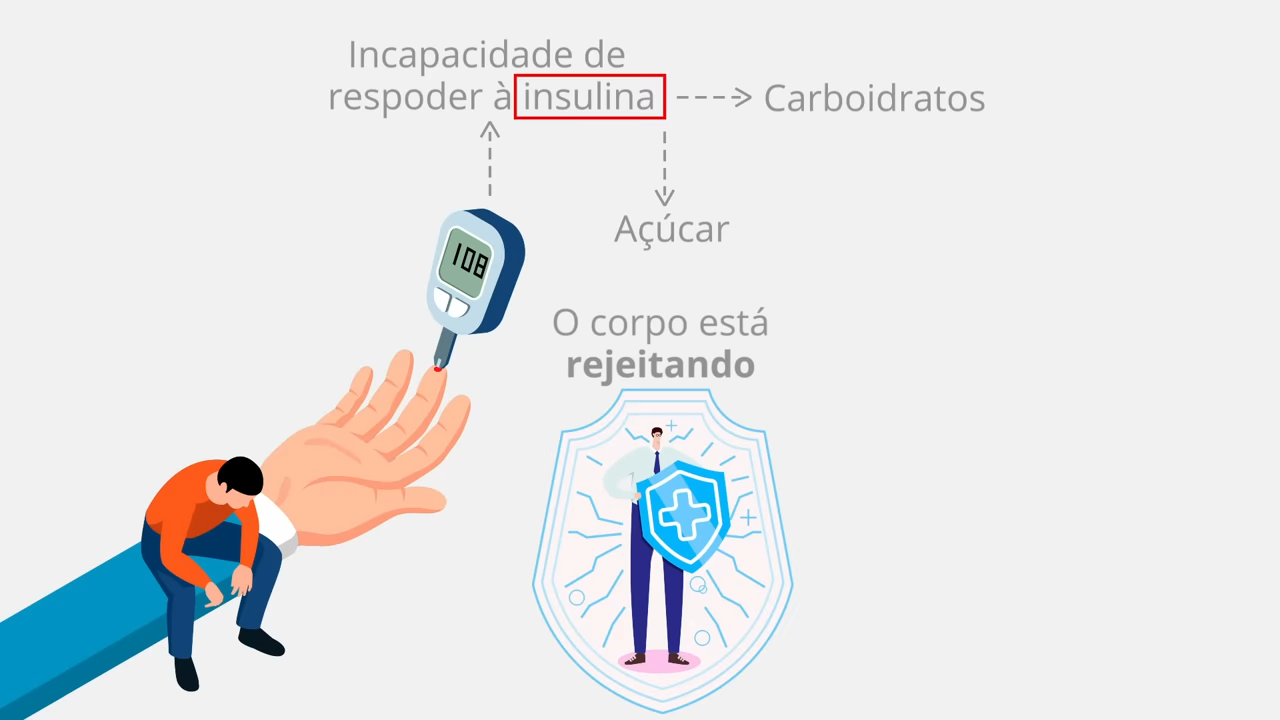 Incapacidade de
respoder à insulina
Carboidratos
Açúcar
108
O corpo está
rejeitando